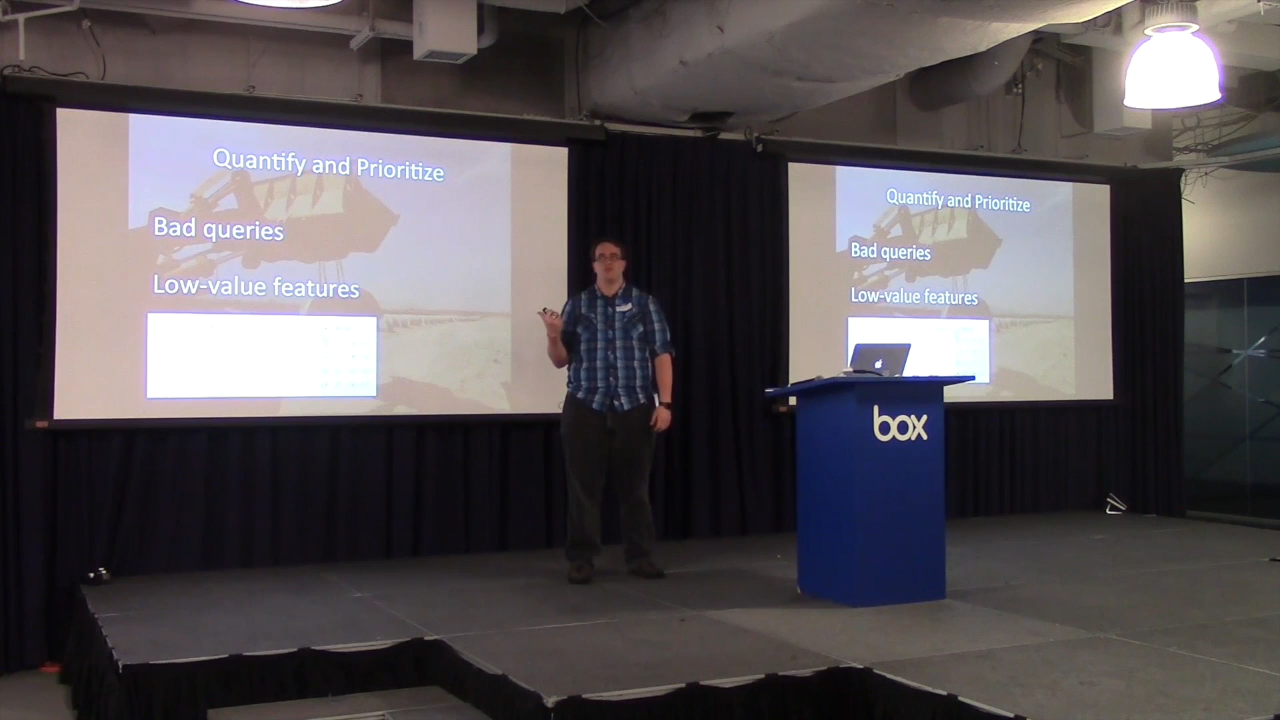 Quantify and Prioritize
Bad queries
Low-value features
Quantify and Prioritize
Bad queries
Low-value features
box